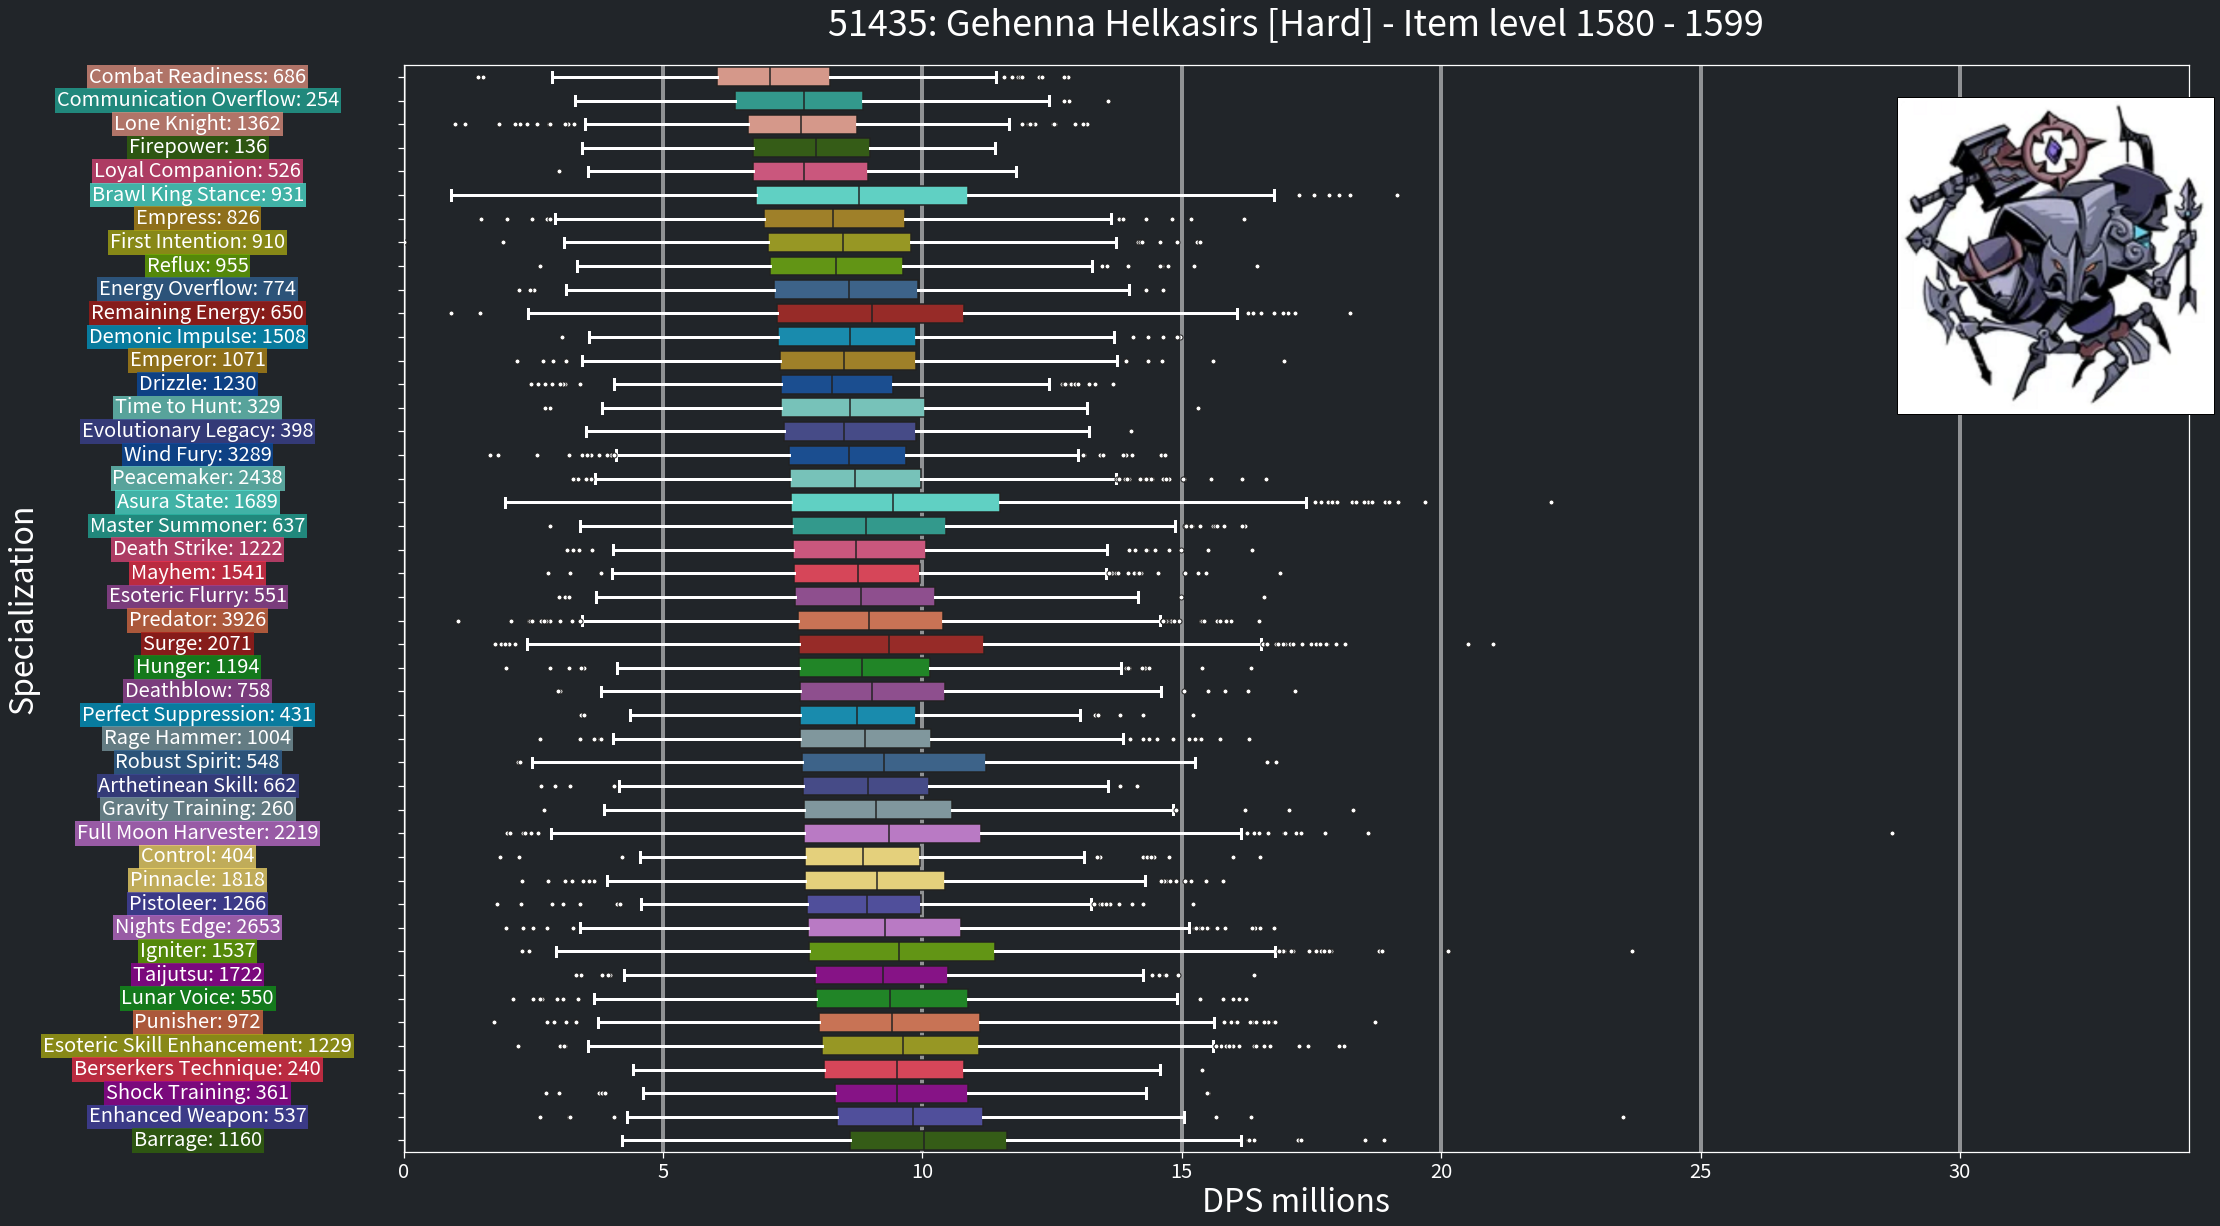 51435: Gehenna Helkasirs [Hard] - Item level 1580 - 1599
Specialization
Combat Readiness: 686
Communication Overflow: 254
Lone Knight: 1362
Firepower: 136
Loyal Companion: 526
Brawl King Stance: 931
Empress: 826
First Intention: 910
Reflux: 955
Energy Overflow: 774
Remaining Energy: 650
Demonic Impulse: 1508
Emperor: 1071
Drizzle: 1230
Time to Hunt: 329
Evolutionary Legacy: 398
Wind Fury: 3289
Peacemaker: 2438
Asura State: 1689
Master Summoner: 637
Death Strike: 1222
Mayhem: 1541
Esoteric Flurry: 551
Predator: 3926
Surge: 2071
Hunger: 1194
Deathblow: 758
Perfect Suppression: 431
Rage Hammer: 1004
Robust Spirit: 548
Arthetinean Skill: 662
Gravity Training: 260
Full Moon Harvester: 2219
Control: 404
Pinnacle: 1818
Pistoleer: 1266
Nights Edge: 2653
Igniter: 1537
Taijutsu: 1722
Lunar Voice: 550
Punisher: 972
Esoteric Skill Enhancement: 1229
Berserkers Technique: 240
Shock Training: 361
Enhanced Weapon: 537
Barrage: 1160
0 5 10 15 20 25 30
DPS millions